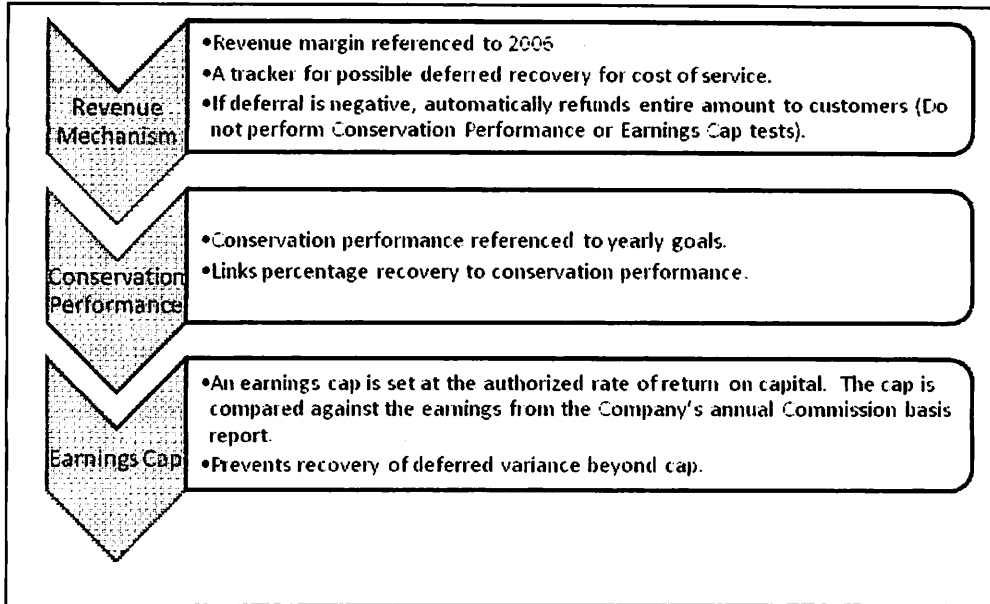 Revenue
Mechanism
•Revenue margin referenced to 2006
•A tracker for possible deferred recovery for cost of service.
•If deferral is negative, automatically refunds entire amount to customers (Do
not perform Conservation Performance or Earnings Cap tests).
Conservation
Performance
•Conservation performance referenced to yearly goals.
•Links percentage recovery to conservation performance.
Earnings Cap
•An earnings cap is set at the authorized rate of return on capital. The cap is
compared against the earnings from the Company's annual Commission basis
report.
•Prevents recovery of deferred variance beyond cap.